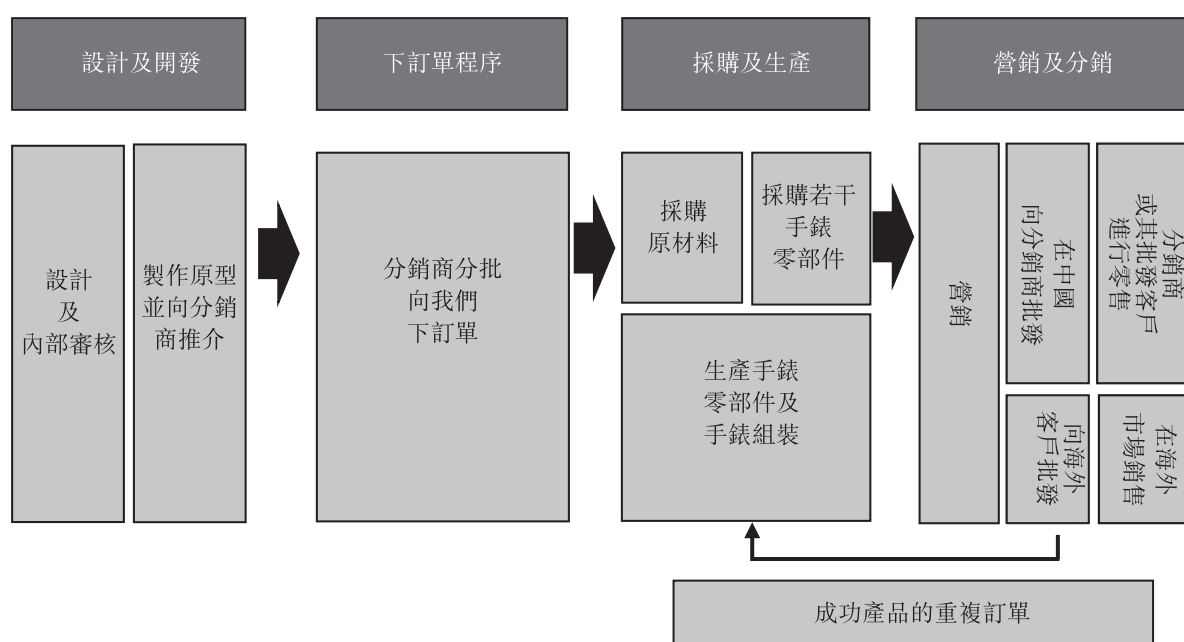 設計及開發
下訂單程序
採購及生產
營銷及分銷
設計
及
內部審核
製作原型
並向分銷
商推介
分銷商分批
向我們
下訂單
採購
原材料
採購若干
手錶
零部件
生產手錶
零部件及
手錶組裝
營銷
在中國
向分銷商批發
分銷商
或其批發客戶
進行零售
向海外
客戶批發
在海外
市場銷售
成功產品的重複訂單